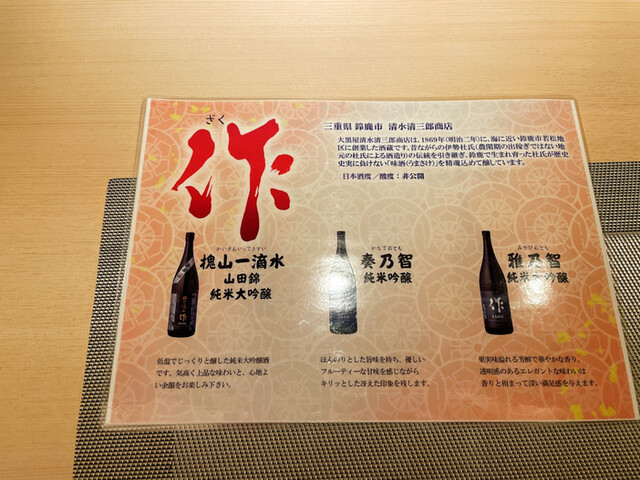 ざく
作
三重県 鈴鹿市 清水清三郎商店
大黒屋清水清三郎商店は、1869年(明治二年)に、海に近い鈴鹿市若松地
区に創業した酒蔵です。昔ながらの伊勢杜氏(農閑期の出稼ぎではない地
元の杜氏による酒造り)の伝統を引き継ぎ、鈴鹿で生まれ育った杜氏が歴史
史実に負けない「味酒(うまさけ)」を精魂込めて醸しています。
日本酒度／酸度：非公開
かいざんいってきすい
槐山一滴水
山田錦
純米大吟醸
低温でじっくりと醸した純米大吟醸酒
です。気高く上品な味わいと、心地よ
い余韻をお楽しみ下さい。
かなでのとも
奏乃智
純米吟醸
ほんのりとした旨味を持ち、優しい
フルーティーな甘味を感じながら
キリッとした冴えた印象を残します。
みやびのとも
雅乃智
純米 吟醸
作
果実味溢れる芳醇で華やかな香り。
透明感のあるエレガントな味わいは
香りと相まって深い満足感を与えます。